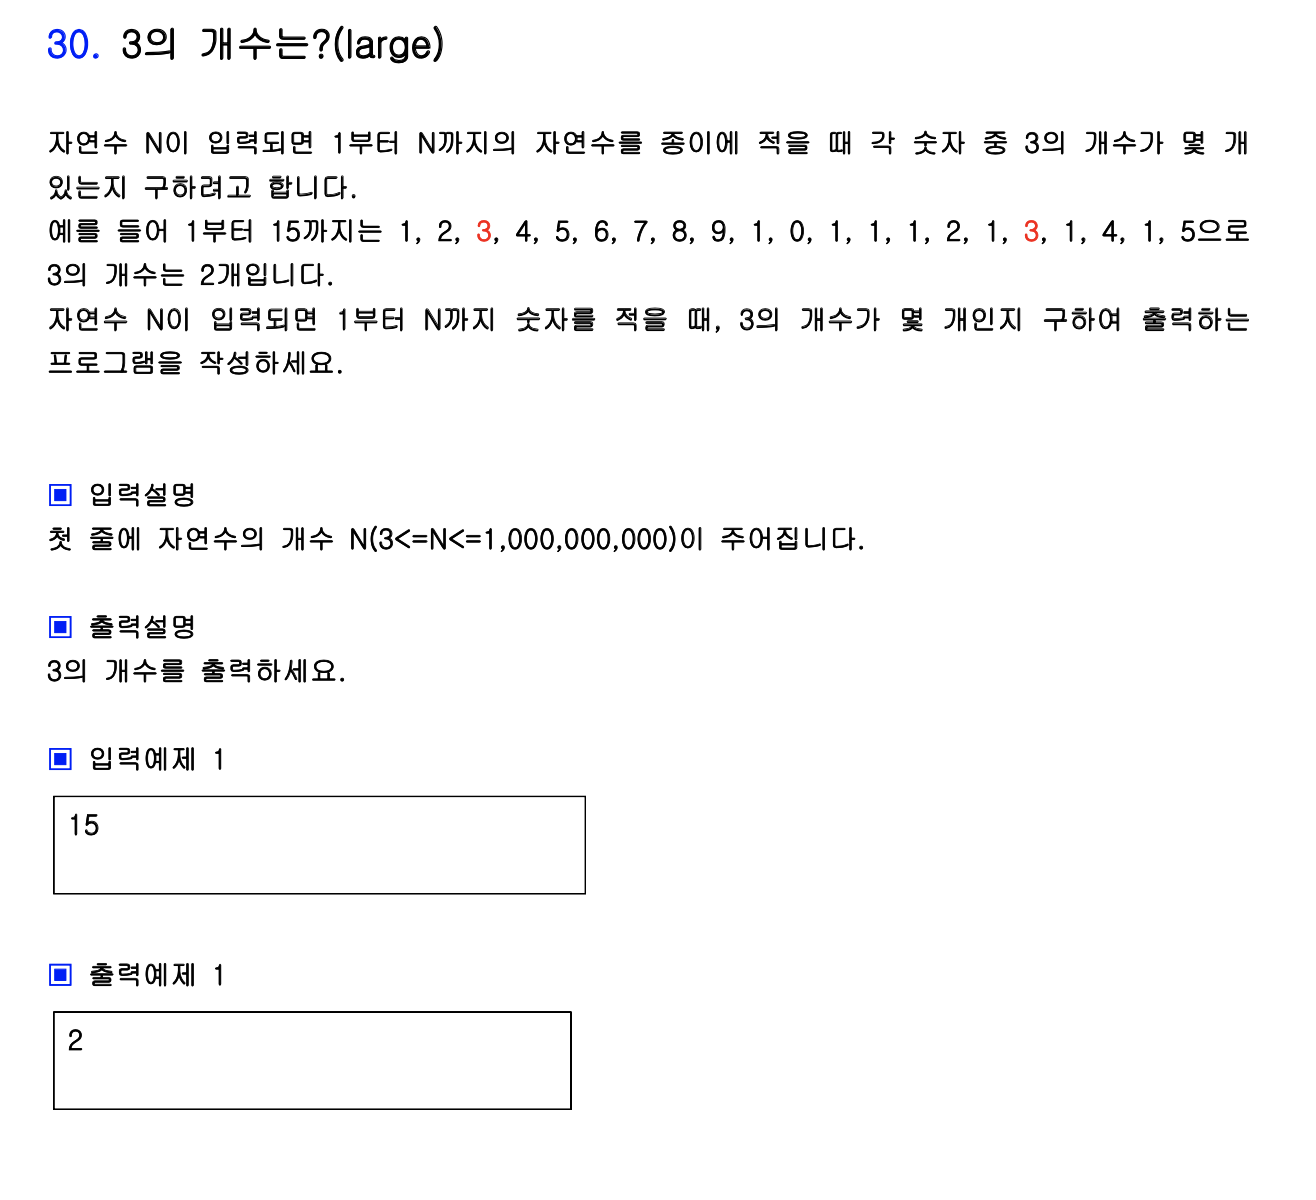 30. 3의 개수는?(large)
자연수 N이 입력되면 1부터 N까지의 자연수를 종이에 적을 때 각 숫자 중 3의 개수가 몇 개
있는지 구하려고 합니다.
예를 들어 1부터 15까지는 1, 2, 3, 4, 5, 6, 7, 8, 9, 1, 0, 1, 1, 1, 2, 1, 3, 1, 4, 1, 5으로
3의 개수는 2개입니다.
자연수 N이 입력되면 1부터 N까지 숫자를 적을 때, 3의 개수가 몇 개인지 구하여 출력하는
프로그램을 작성하세요.
▣ 입력설명
첫 줄에 자연수의 개수 N(3<=N<=1,000,000,000)이 주어집니다.
▣ 출력설명
3의 개수를 출력하세요.
▣ 입력예제 1
15
▣ 출력예제 1
2